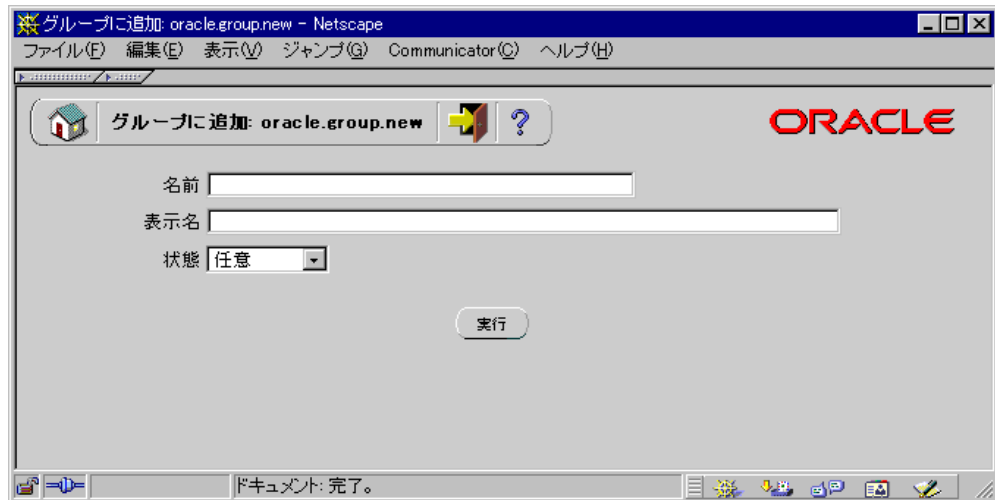 グループに追加: oracle.group.new - Netscape
ファイル(F) 編集(E) 表示(V) ジャンプ(G) Communicator(C) ヘルプ(H)
グループに追加: oracle.group.new ?
ORACLE
名前
表示名
状態 任意
実行
ドキュメント: 完了。